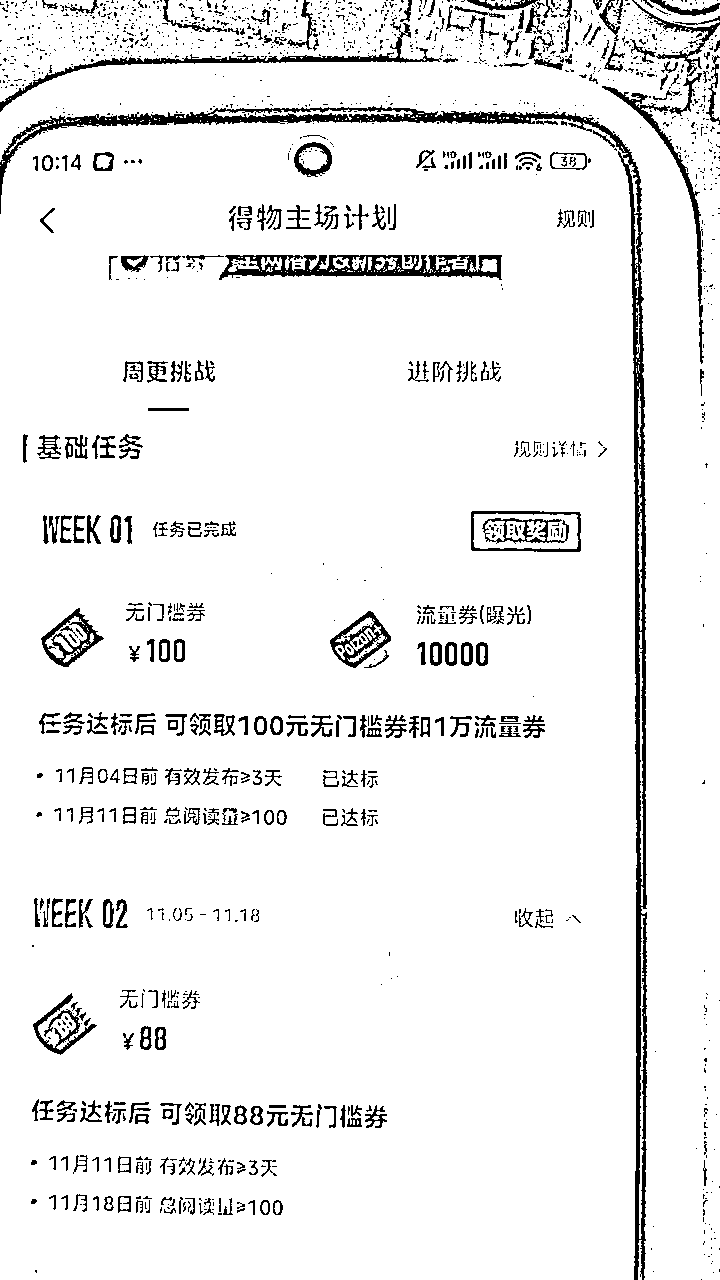 10:14 38
得物主场计划 规则
周更挑战 进阶挑战
基础任务 规则详情
WEEK 01 任务已完成 领取奖励
无门槛券 流量券(曝光)
100 Poizon+
¥100 10000
任务达标后 可领取100元无门槛券和1万流量券
• 11月04日前 有效发布≥3天 已达标
• 11月11日前 总阅读量≥100 已达标
WEEK 02 11.05 - 11.18 收起
无门槛券
¥88
任务达标后 可领取88元无门槛券
• 11月11日前 有效发布≥3天
• 11月18日前 总阅读量≥100